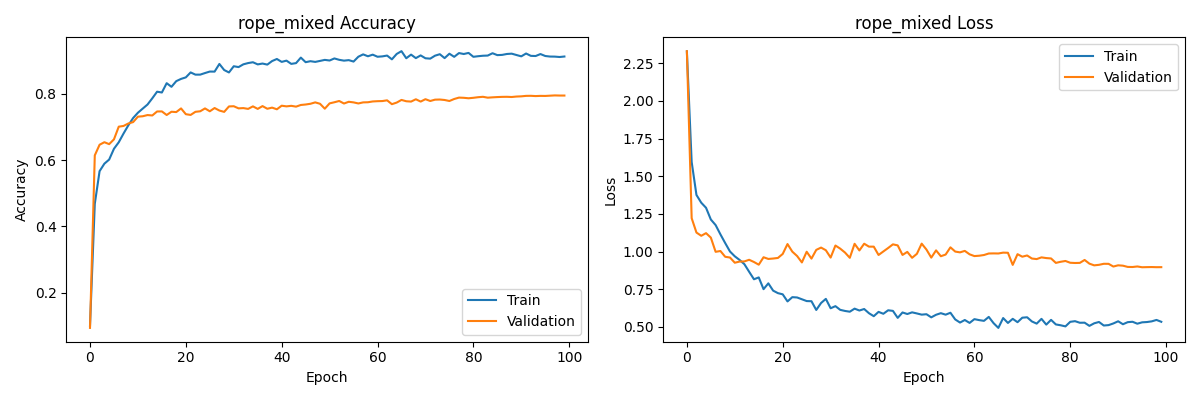 rope_mixed Accuracy
Accuracy
0.8
0.6
0.4
0.2
Train
Validation
0 20 40 60 80 100
Epoch
rope_mixed Loss
Loss
2.25
2.00
1.75
1.50
1.25
1.00
0.75
0.50
Train
Validation
0 20 40 60 80 100
Epoch